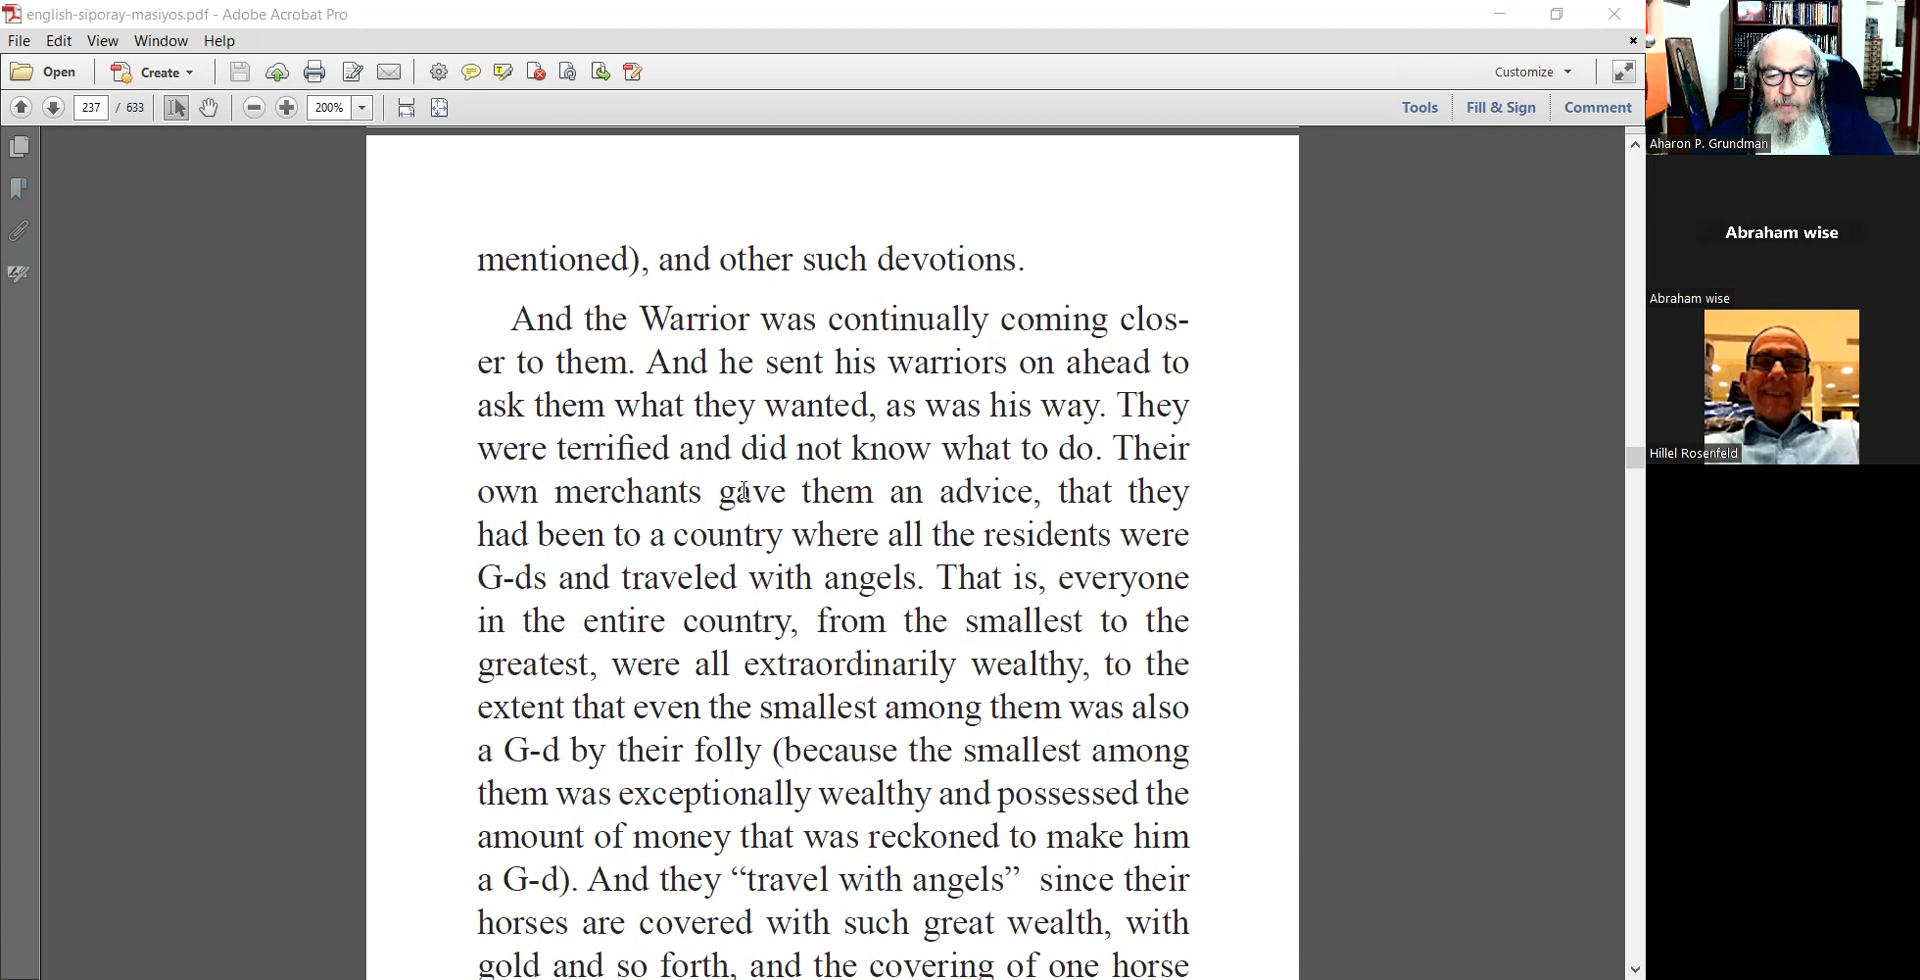 english-siporay-masiyos.pdf - Adobe Acrobat Pro
File Edit View Window Help
Open Create Customize
237 / 633 200% Tools Fill & Sign Comment
mentioned), and other such devotions.
And the Warrior was continually coming clos-
er to them. And he sent his warriors on ahead to
ask them what they wanted, as was his way. They
were terrified and did not know what to do. Their
own merchants gave them an advice, that they
had been to a country where all the residents were
G-ds and traveled with angels. That is, everyone
in the entire country, from the smallest to the
greatest, were all extraordinarily wealthy, to the
extent that even the smallest among them was also
a G-d by their folly (because the smallest among
them was exceptionally wealthy and possessed the
amount of money that was reckoned to make him
a G-d). And they “travel with angels” since their
horses are covered with such great wealth, with
gold and so forth, and the covering of one horse
Aharon P. Grundman
Abraham wise
Abraham wise
Hillel Rosenfeld